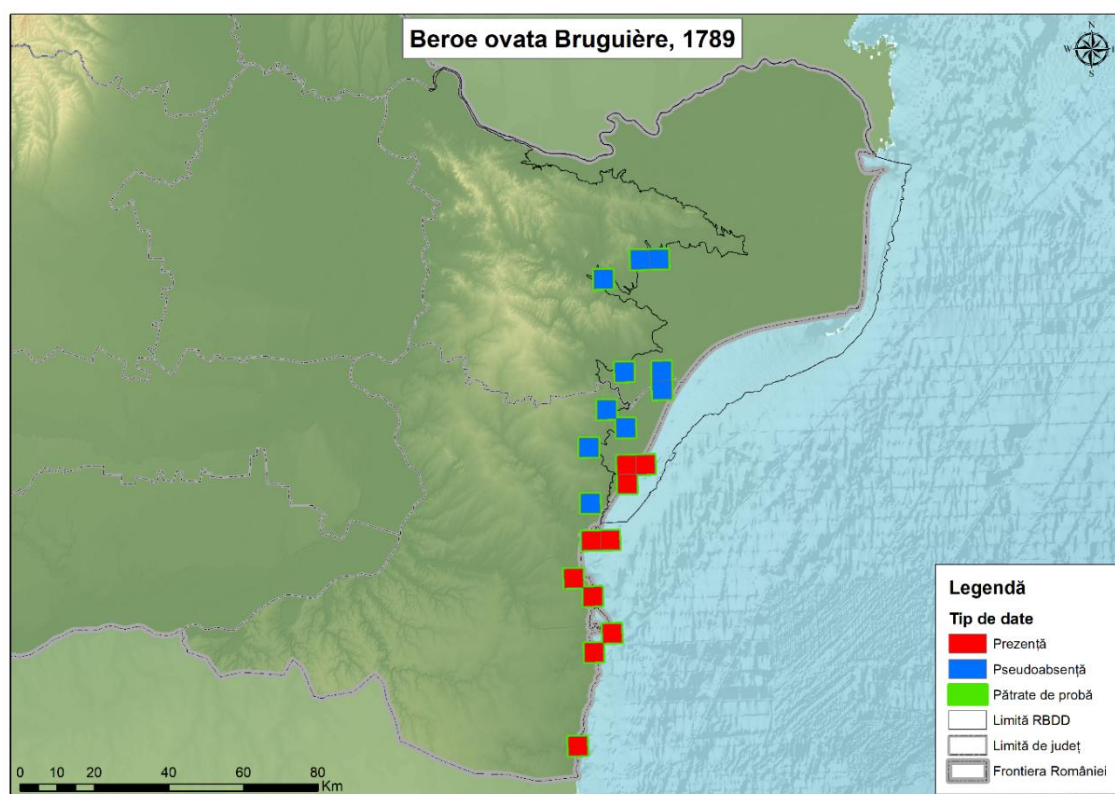 Beroe ovata Bruguière, 1789
N
W
E
S
Legendă
Tip de date
Prezență
Pseudoabsență
Pătrate de probă
Limită RBDD
Limită de județ
Frontiera României
0 5 10 20 40 60 80
Km